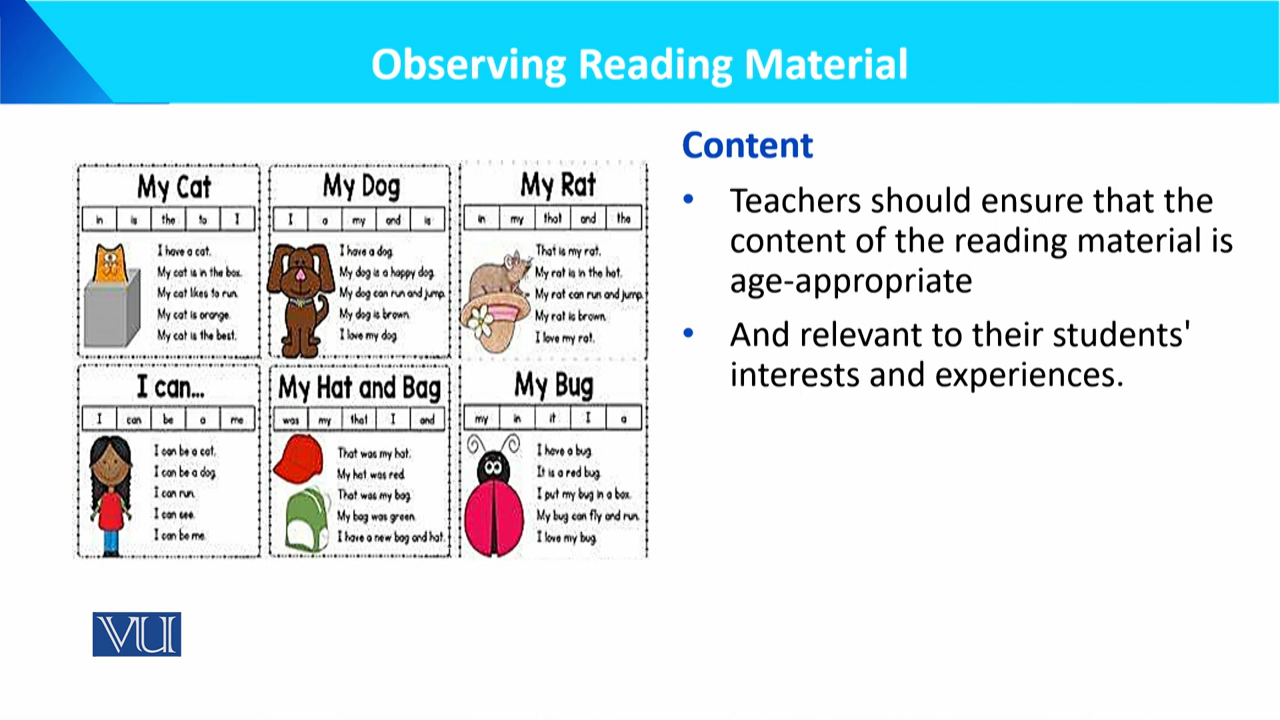 Observing Reading Material
My Cat
in is the to I
I have a cat.
My cat is in the box.
My cat likes to run.
My cat is orange.
My cat is the best.
My Dog
I a my and is
I have a dog.
My dog is a happy dog.
My dog can run and jump.
My dog is brown.
I love my dog.
My Rat
in my that and the
That is my rat.
My rat is in the hat.
My rat can run and jump.
My rat is brown.
I love my rat.
I can...
I can be a me
I can be a cat.
I can be a dog.
I can run.
I can see.
I can be me.
My Hat and Bag
was my that I and
That was my hat.
My hat was red.
That was my bag.
My bag was green.
I have a new bag and hat.
My Bug
my in it I a
I have a bug.
It is a red bug.
I put my bug in a box.
My bug can fly and run.
I love my bug.
Content
• Teachers should ensure that the
content of the reading material is
age-appropriate
• And relevant to their students'
interests and experiences.
VU